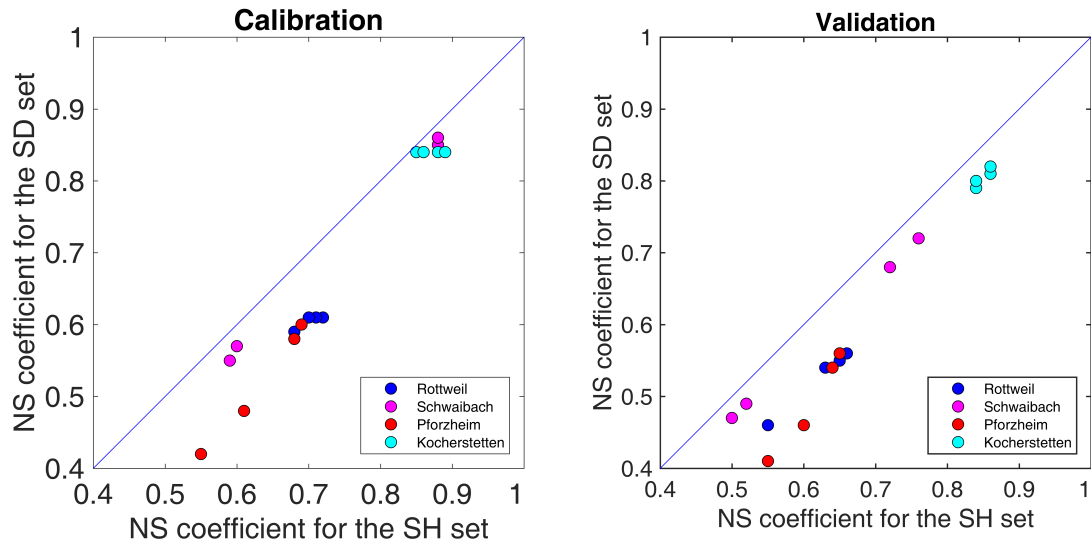 Calibration
1
0.9
0.8
0.7
0.6
0.5
0.4
NS coefficient for the SD set
0.4 0.5 0.6 0.7 0.8 0.9 1
NS coefficient for the SH set
Rottweil
Schwaibach
Pforzheim
Kocherstetten
Validation
1
0.9
0.8
0.7
0.6
0.5
0.4
NS coefficient for the SD set
0.4 0.5 0.6 0.7 0.8 0.9 1
NS coefficient for the SH set
Rottweil
Schwaibach
Pforzheim
Kocherstetten